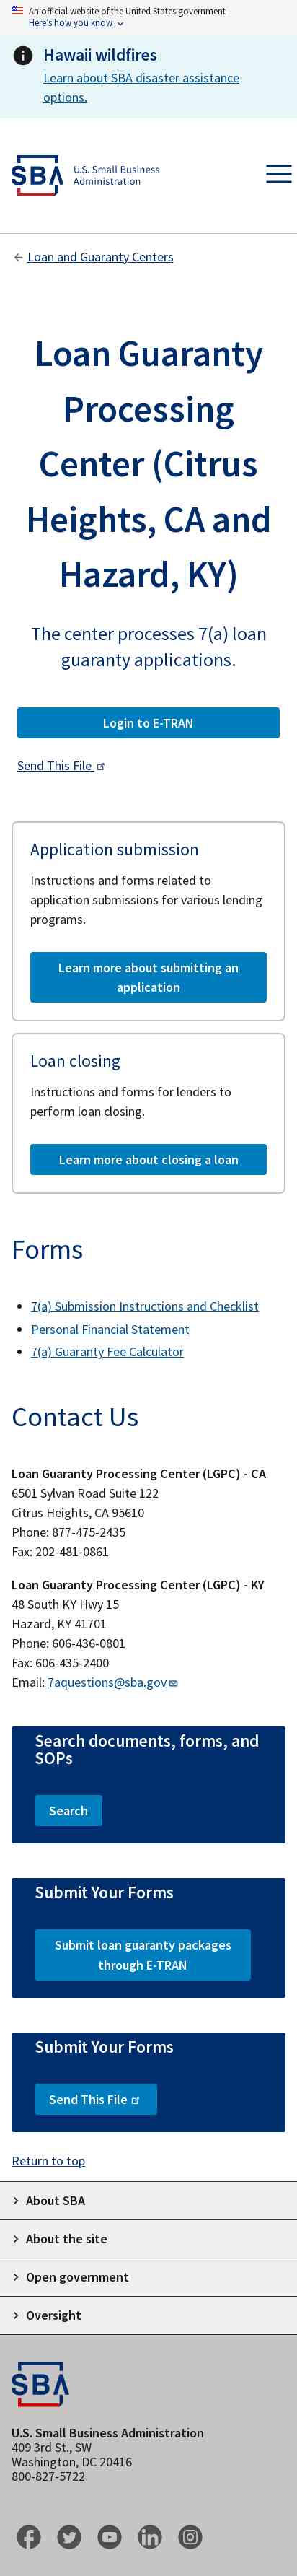 An official website of the United States government
Here's how you know
Hawaii wildfires
Learn about SBA disaster assistance
options.
SBA
U.S. Small Business
Administration
Loan and Guaranty Centers
Loan Guaranty
Processing
Center (Citrus
Heights, CA and
Hazard, KY)
The center processes 7(a) loan
guaranty applications.
Login to E-TRAN
Send This File
Application submission
Instructions and forms related to
application submissions for various lending
programs.
Learn more about submitting an
application
Loan closing
Instructions and forms for lenders to
perform loan closing.
Learn more about closing a loan
Forms
7(a) Submission Instructions and Checklist
Personal Financial Statement
7(a) Guaranty Fee Calculator
Contact Us
Loan Guaranty Processing Center (LGPC) - CA
6501 Sylvan Road Suite 122
Citrus Heights, CA 95610
Phone: 877-475-2435
Fax: 202-481-0861
Loan Guaranty Processing Center (LGPC) - KY
48 South KY Hwy 15
Hazard, KY 41701
Phone: 606-436-0801
Fax: 606-435-2400
Email: 7aquestions@sba.gov
Search documents, forms, and
SOPs
Search
Submit Your Forms
Submit loan guaranty packages
through E-TRAN
Submit Your Forms
Send This File
Return to top
About SBA
About the site
Open government
Oversight
SBA
U.S. Small Business Administration
409 3rd St., SW
Washington, DC 20416
800-827-5722